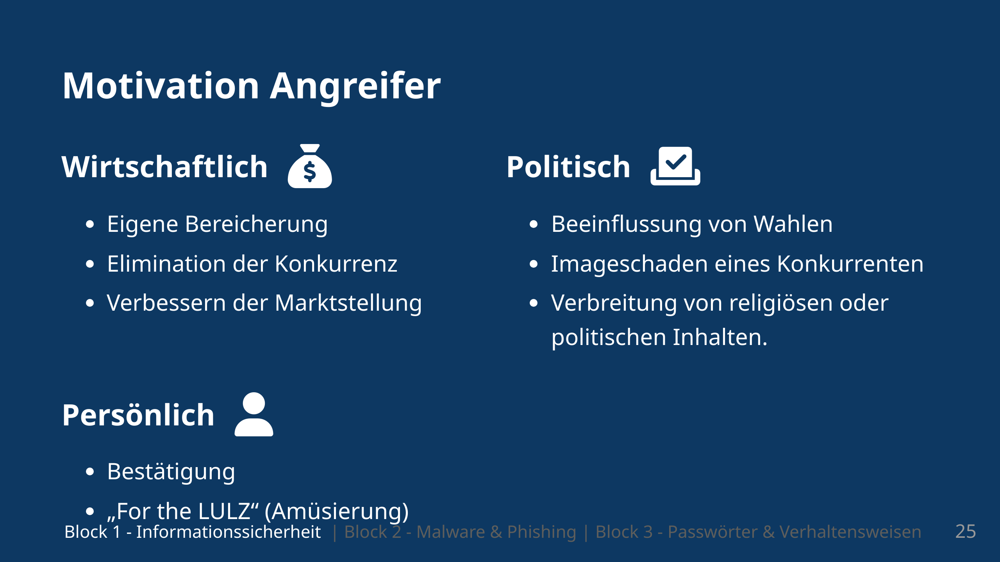 Motivation Angreifer
Wirtschaftlich
Eigene Bereicherung
Elimination der Konkurrenz
Verbessern der Marktstellung
Politisch
Beeinflussung von Wahlen
Imageschaden eines Konkurrenten
Verbreitung von religiösen oder
politischen Inhalten.
Persönlich
Bestätigung
„For the LULZ“ (Amüsierung)
Block 1 - Informationssicherheit | Block 2 - Malware & Phishing | Block 3 - Passwörter & Verhaltensweisen 25